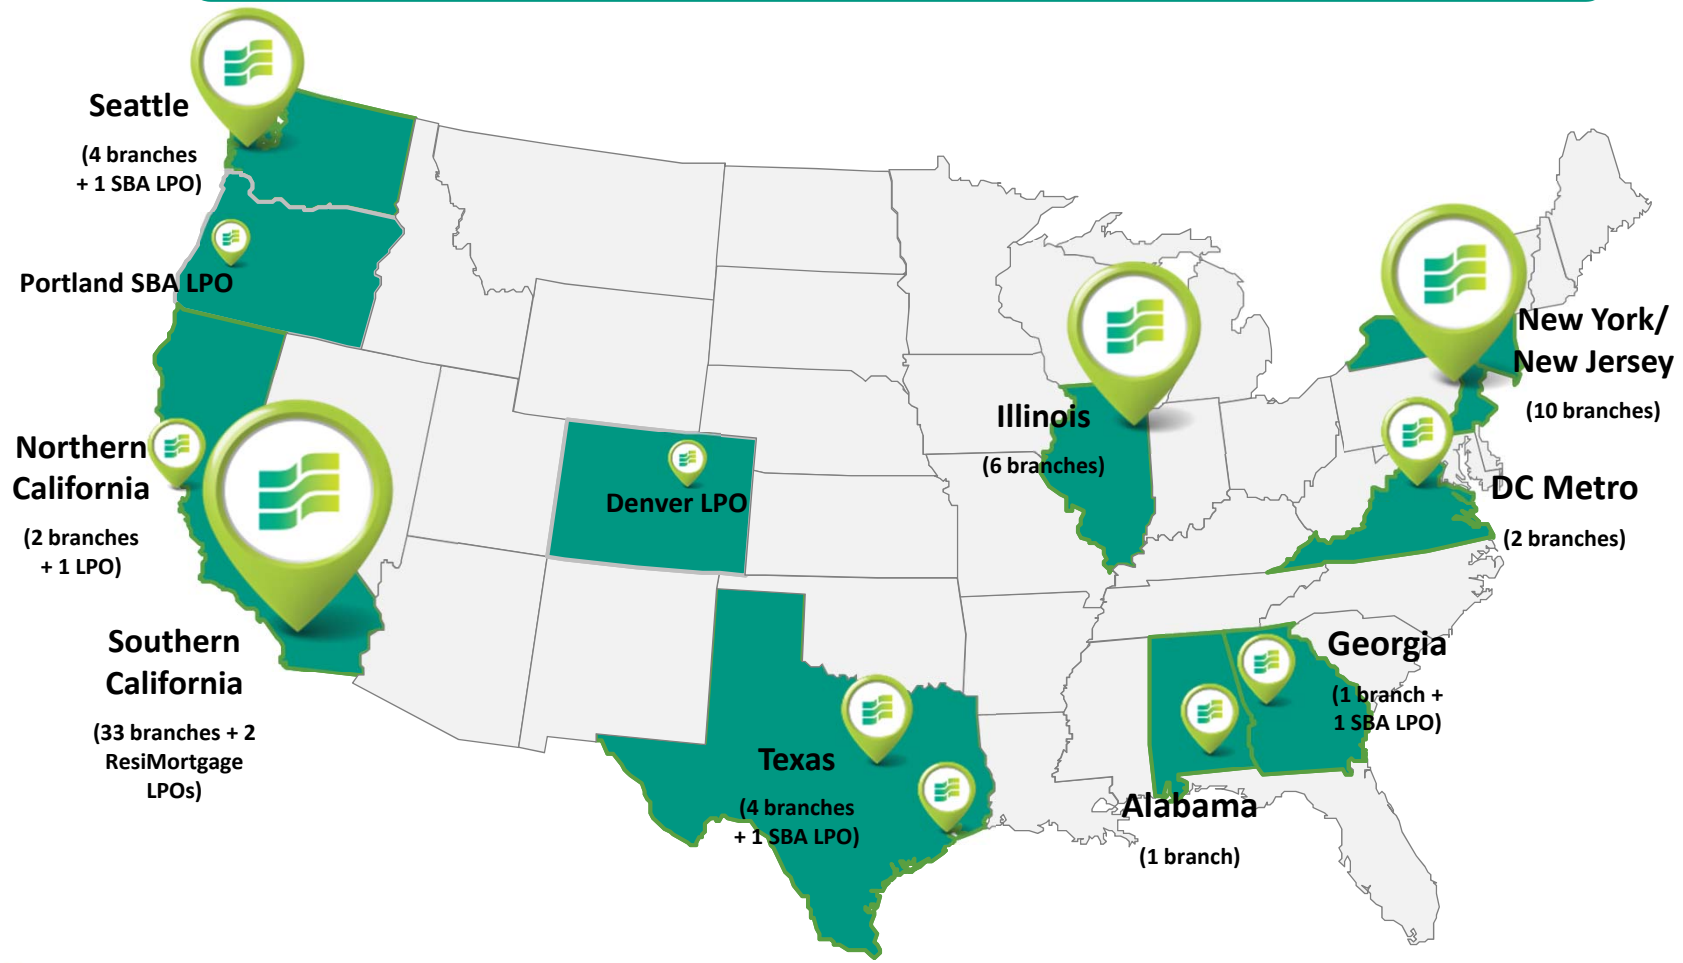 Seattle
(4 branches
+ 1 SBA LPO)
Portland SBA LPO
Northern
California
(2 branches
+ 1 LPO)
Southern
California
(33 branches + 2
ResiMortgage
LPOs)
Denver LPO
Texas
(4 branches
+ 1 SBA LPO)
Illinois
(6 branches)
New York/
New Jersey
(10 branches)
DC Metro
(2 branches)
Georgia
(1 branch +
1 SBA LPO)
Alabama
(1 branch)